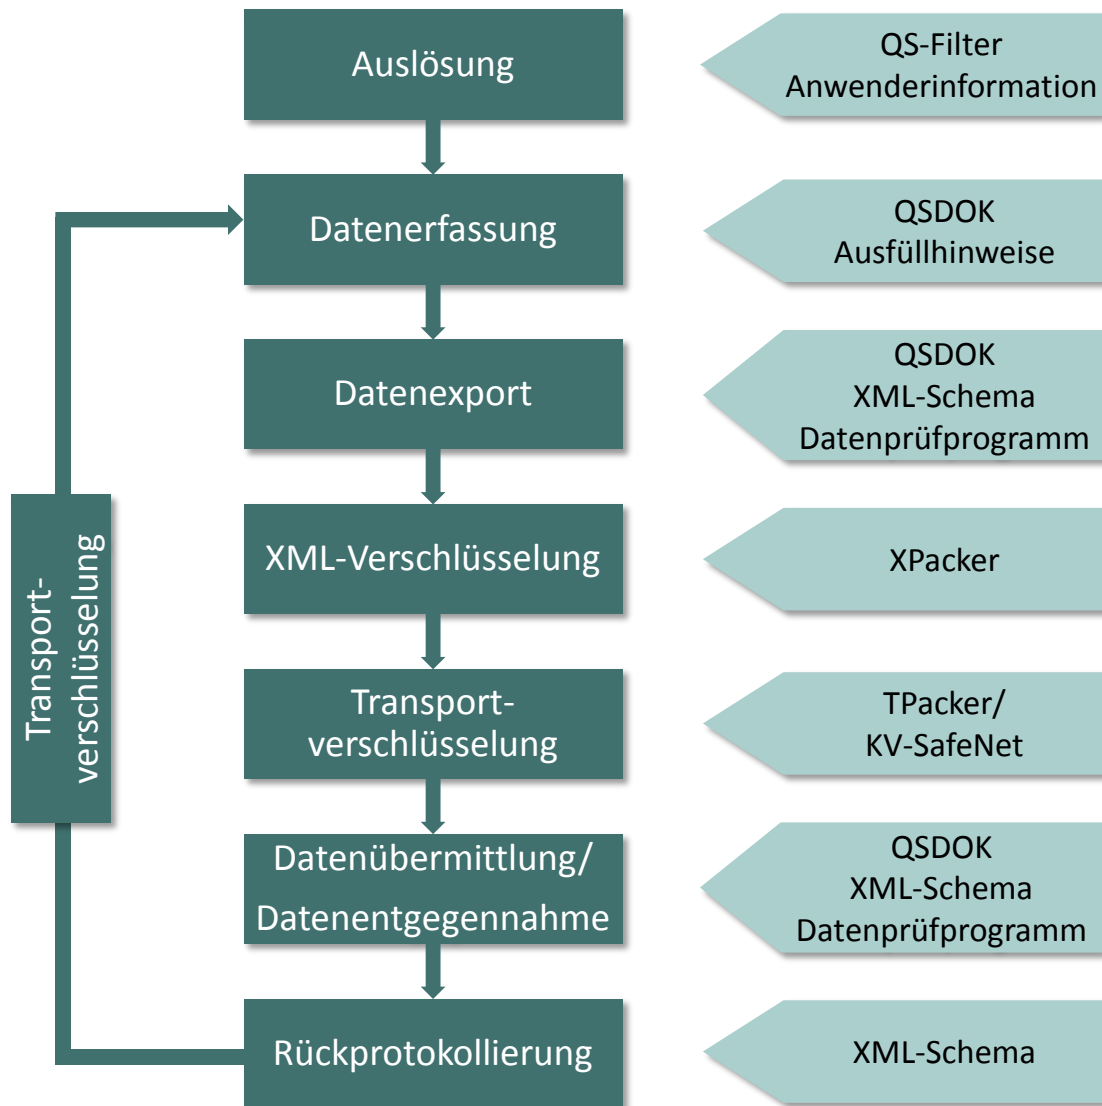 Auslösung
QS-Filter
Anwenderinformation
Datenerfassung
QSDOK
Ausfüllhinweise
Datenexport
QSDOK
XML-Schema
Datenprüfprogramm
XML-Verschlüsselung
XPacker
Transport-
verschlüsselung
Transport-
verschlüsselung
TPacker/
KV-SafeNet
Datenübermittlung/
Datenentgegennahme
QSDOK
XML-Schema
Datenprüfprogramm
Rückprotokollierung
XML-Schema